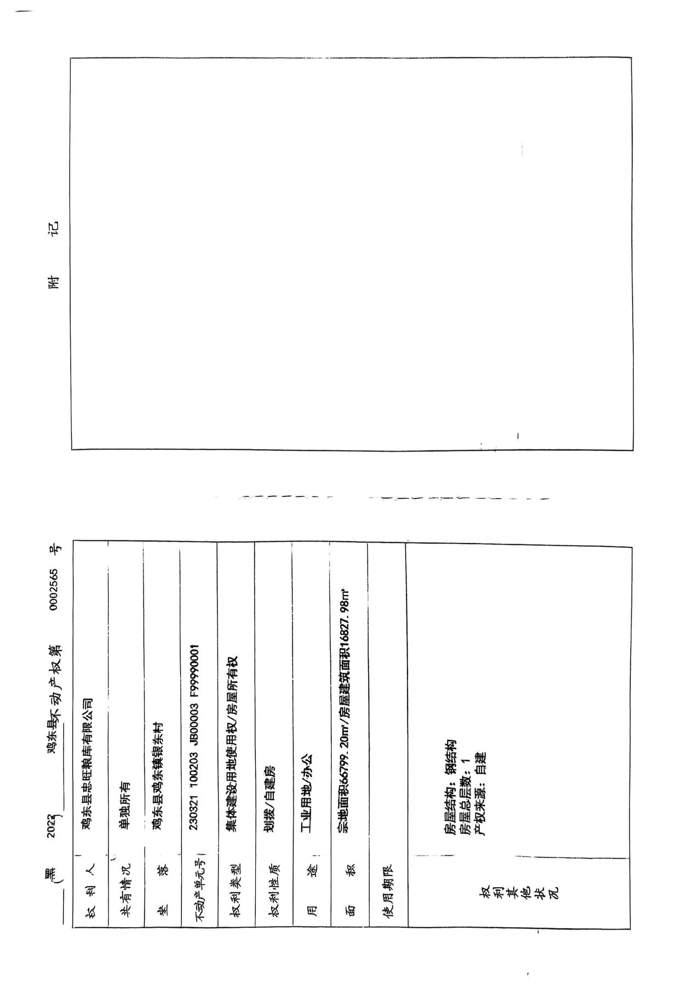 黑（2022）鸡东县不动产权第 0002565 号
权利人 鸡东县忠旺粮库有限公司
共有情况 单独所有
坐落 鸡东县鸡东镇银东村
不动产单元号 230321 100203 JB00003 F99990001
权利类型 集体建设用地使用权/房屋所有权
权利性质 划拨/自建房
用途 工业用地/办公
面积 宗地面积66799.20㎡/房屋建筑面积16827.98㎡
使用期限
权利其他状况
房屋结构：钢结构
房屋总层数：1
产权来源：自建
附记